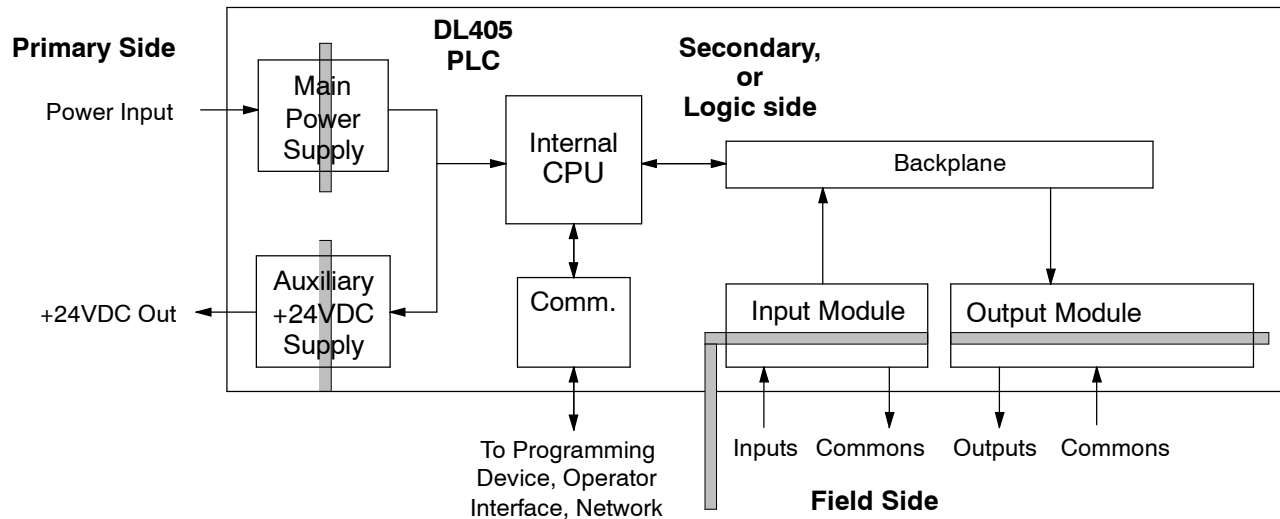 Primary Side
DL405
PLC
Secondary,
or
Logic side
Power Input
Main
Power
Supply
Internal
CPU
Backplane
+24VDC Out
Auxiliary
+24VDC
Supply
Comm.
Input Module
Output Module
To Programming
Device, Operator
Interface, Network
Inputs
Commons
Outputs
Commons
Field Side